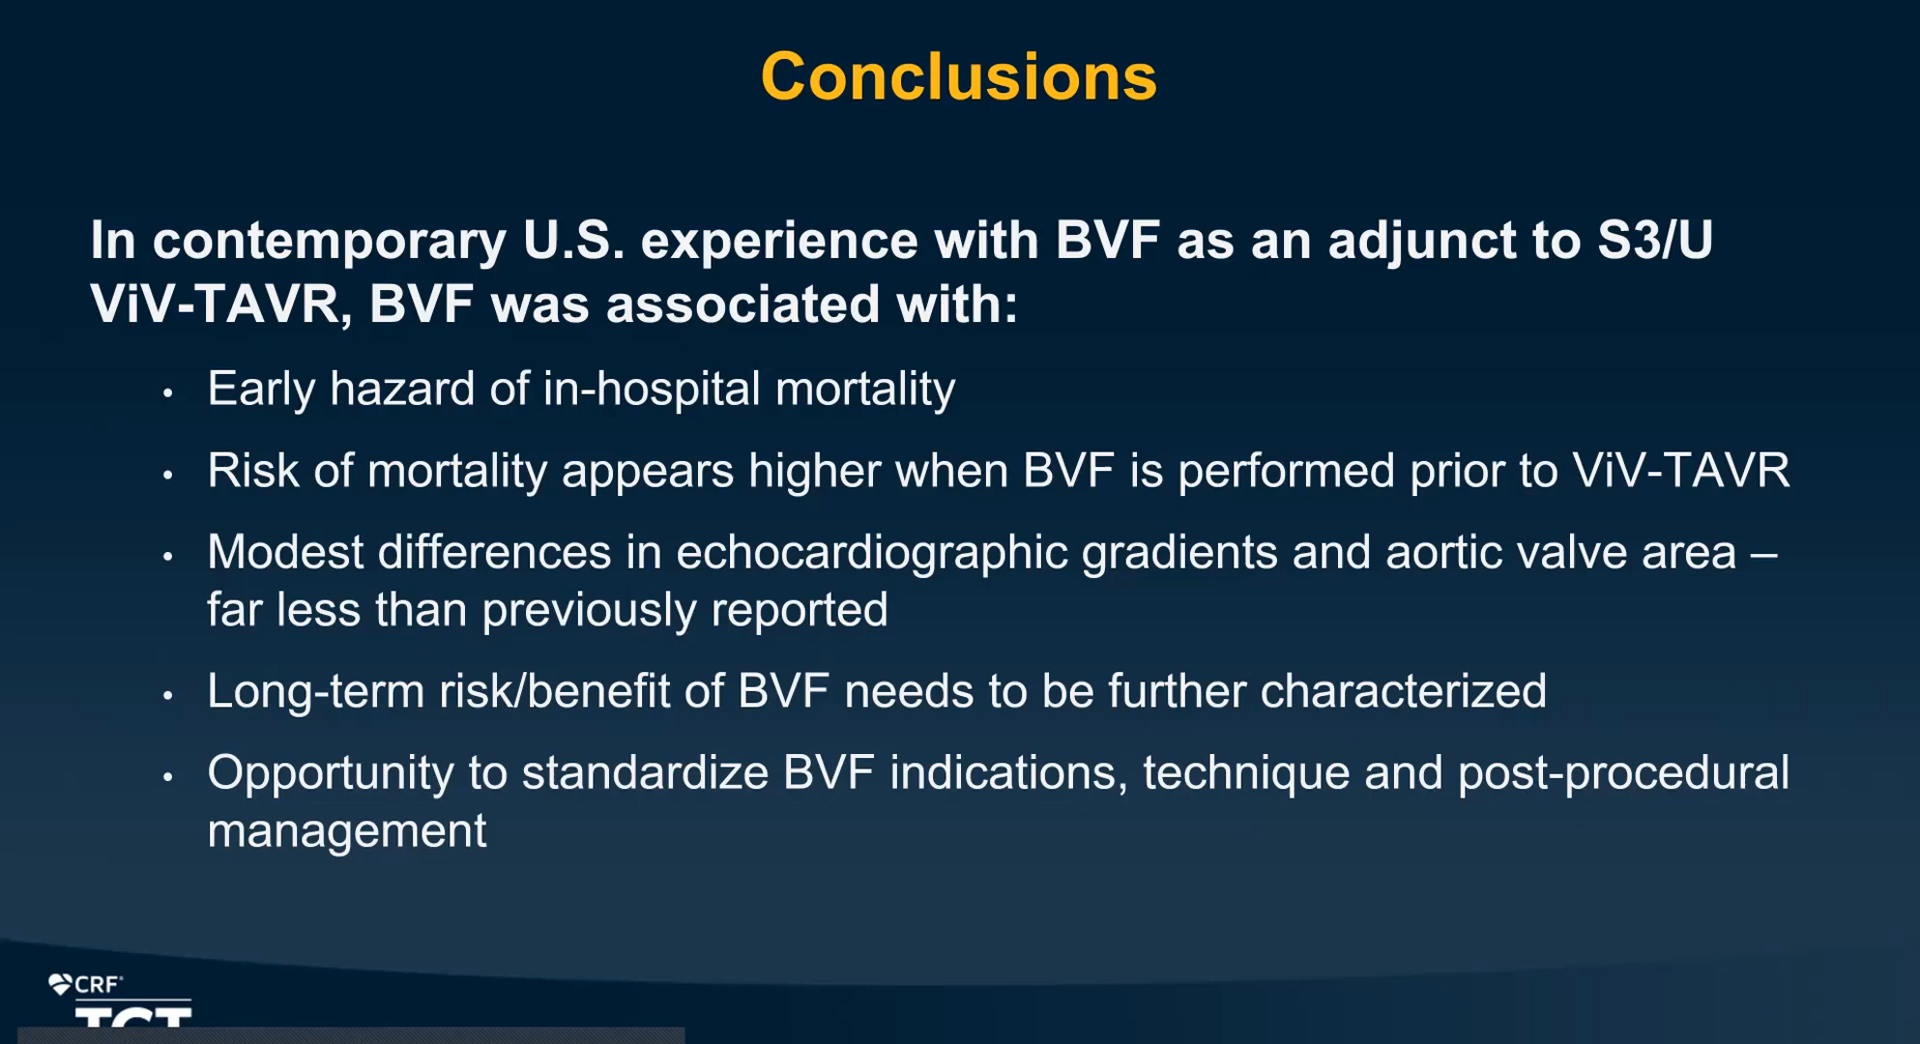 Conclusions
In contemporary U.S. experience with BVF as an adjunct to S3/U
ViV-TAVR, BVF was associated with:
• Early hazard of in-hospital mortality
• Risk of mortality appears higher when BVF is performed prior to ViV-TAVR
• Modest differences in echocardiographic gradients and aortic valve area –
far less than previously reported
• Long-term risk/benefit of BVF needs to be further characterized
• Opportunity to standardize BVF indications, technique and post-procedural
management
CRF®
TCT